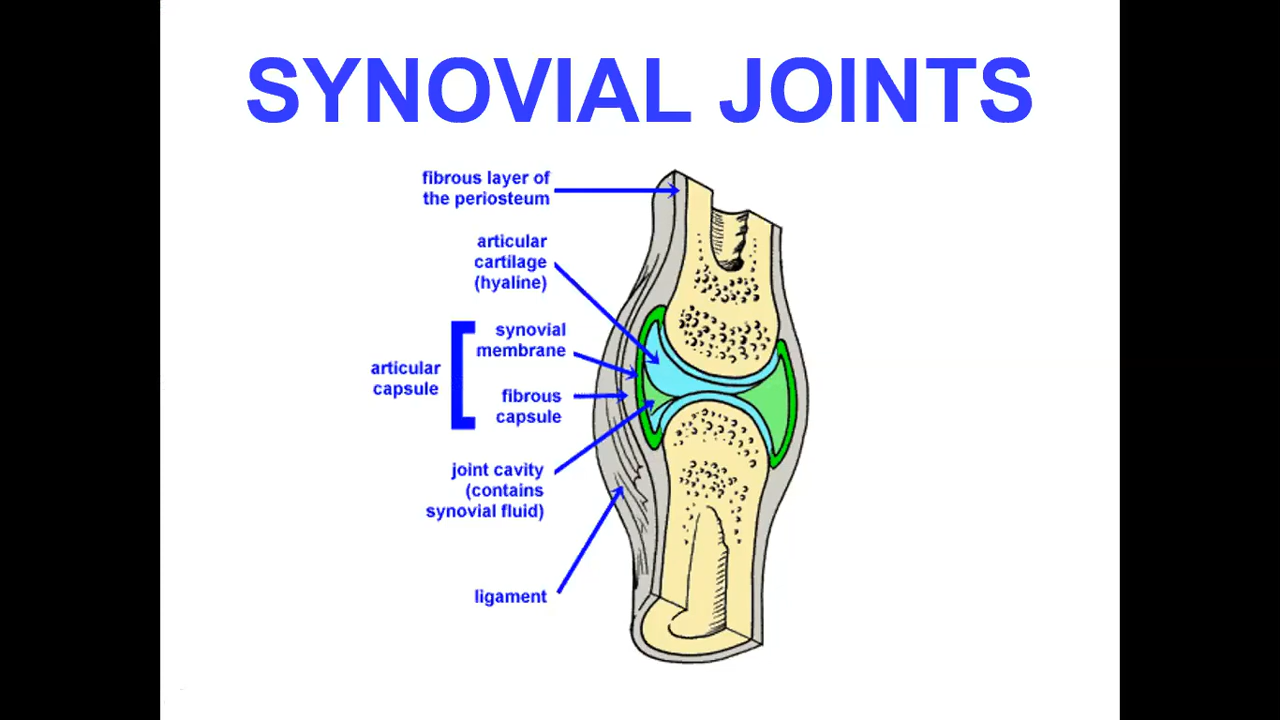 SYNOVIAL JOINTS
fibrous layer of
the periosteum
articular
cartilage
(hyaline)
synovial
membrane
articular
capsule
fibrous
capsule
joint cavity
(contains
synovial fluid)
ligament